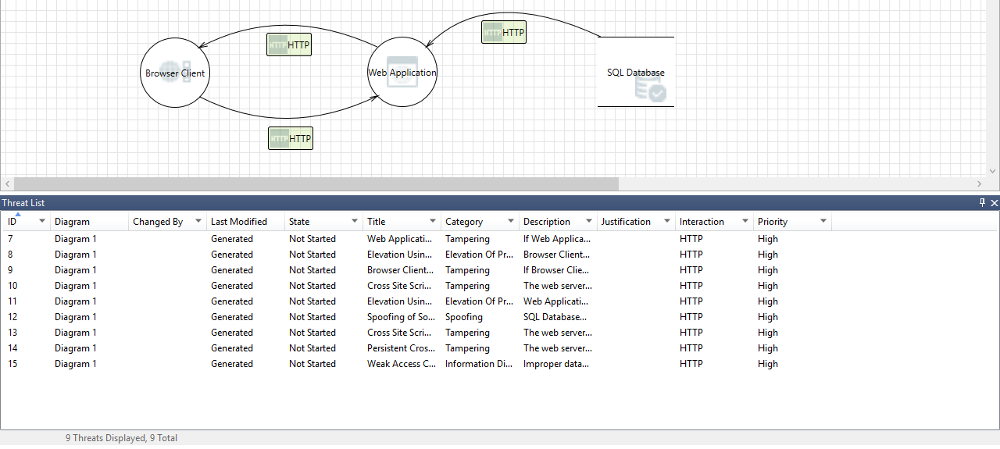 HTTP
HTTP
Browser Client
Web Application
SQL Database
HTTP
Threat List
ID Diagram Changed By Last Modified State Title Category Description Justification Interaction Priority
7 Diagram 1 Generated Not Started Web Applicati... Tampering If Web Applica... HTTP High
8 Diagram 1 Generated Not Started Elevation Usin... Elevation Of Pr... Browser Client... HTTP High
9 Diagram 1 Generated Not Started Browser Client... Tampering If Browser Clie... HTTP High
10 Diagram 1 Generated Not Started Cross Site Scri... Tampering The web server... HTTP High
11 Diagram 1 Generated Not Started Elevation Usin... Elevation Of Pr... Web Applicati... HTTP High
12 Diagram 1 Generated Not Started Spoofing of So... Spoofing SQL Database... HTTP High
13 Diagram 1 Generated Not Started Cross Site Scri... Tampering The web server... HTTP High
14 Diagram 1 Generated Not Started Persistent Cros... Tampering The web server... HTTP High
15 Diagram 1 Generated Not Started Weak Access C... Information Di... Improper data... HTTP High
9 Threats Displayed, 9 Total